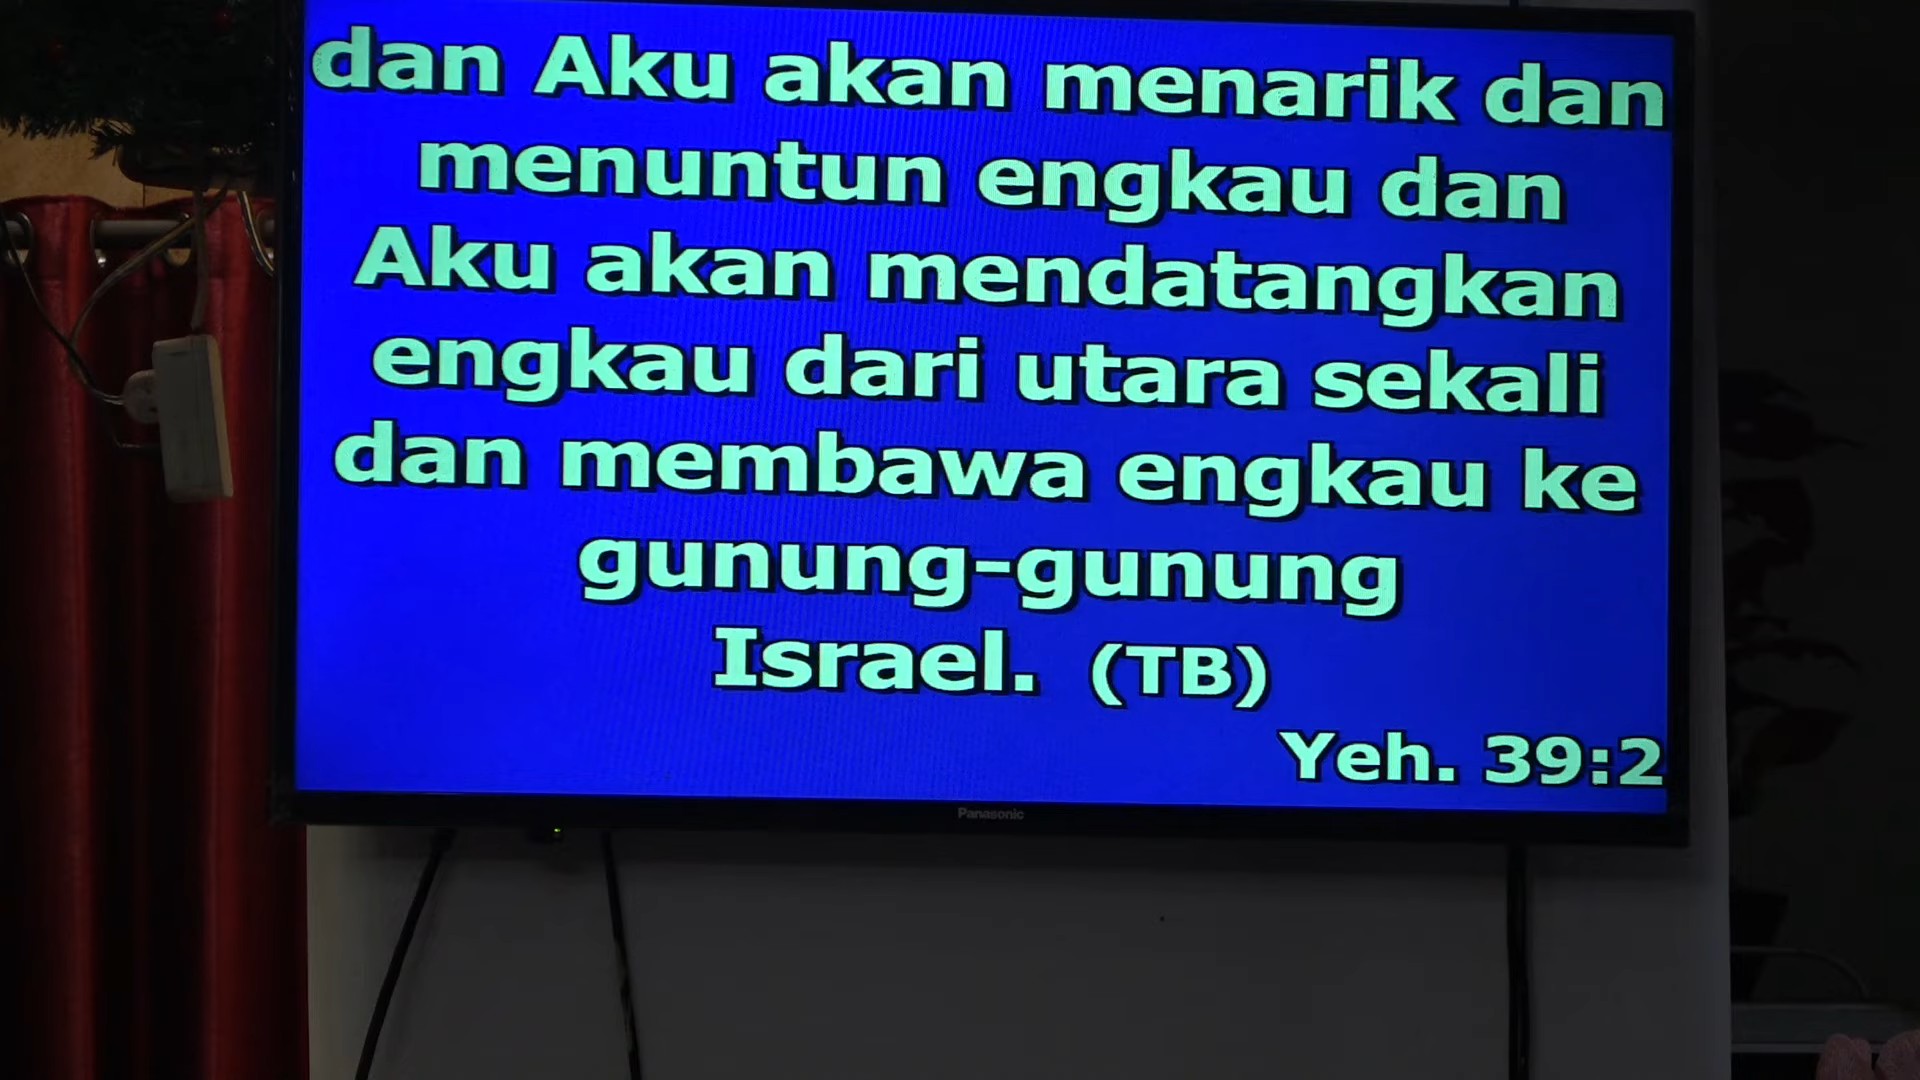 dan Aku akan menarik dan
menuntun engkau dan
Aku akan mendatangkan
engkau dari utara sekali
dan membawa engkau ke
gunung-gunung
Israel. (TB)
Yeh. 39:2
Panasonic